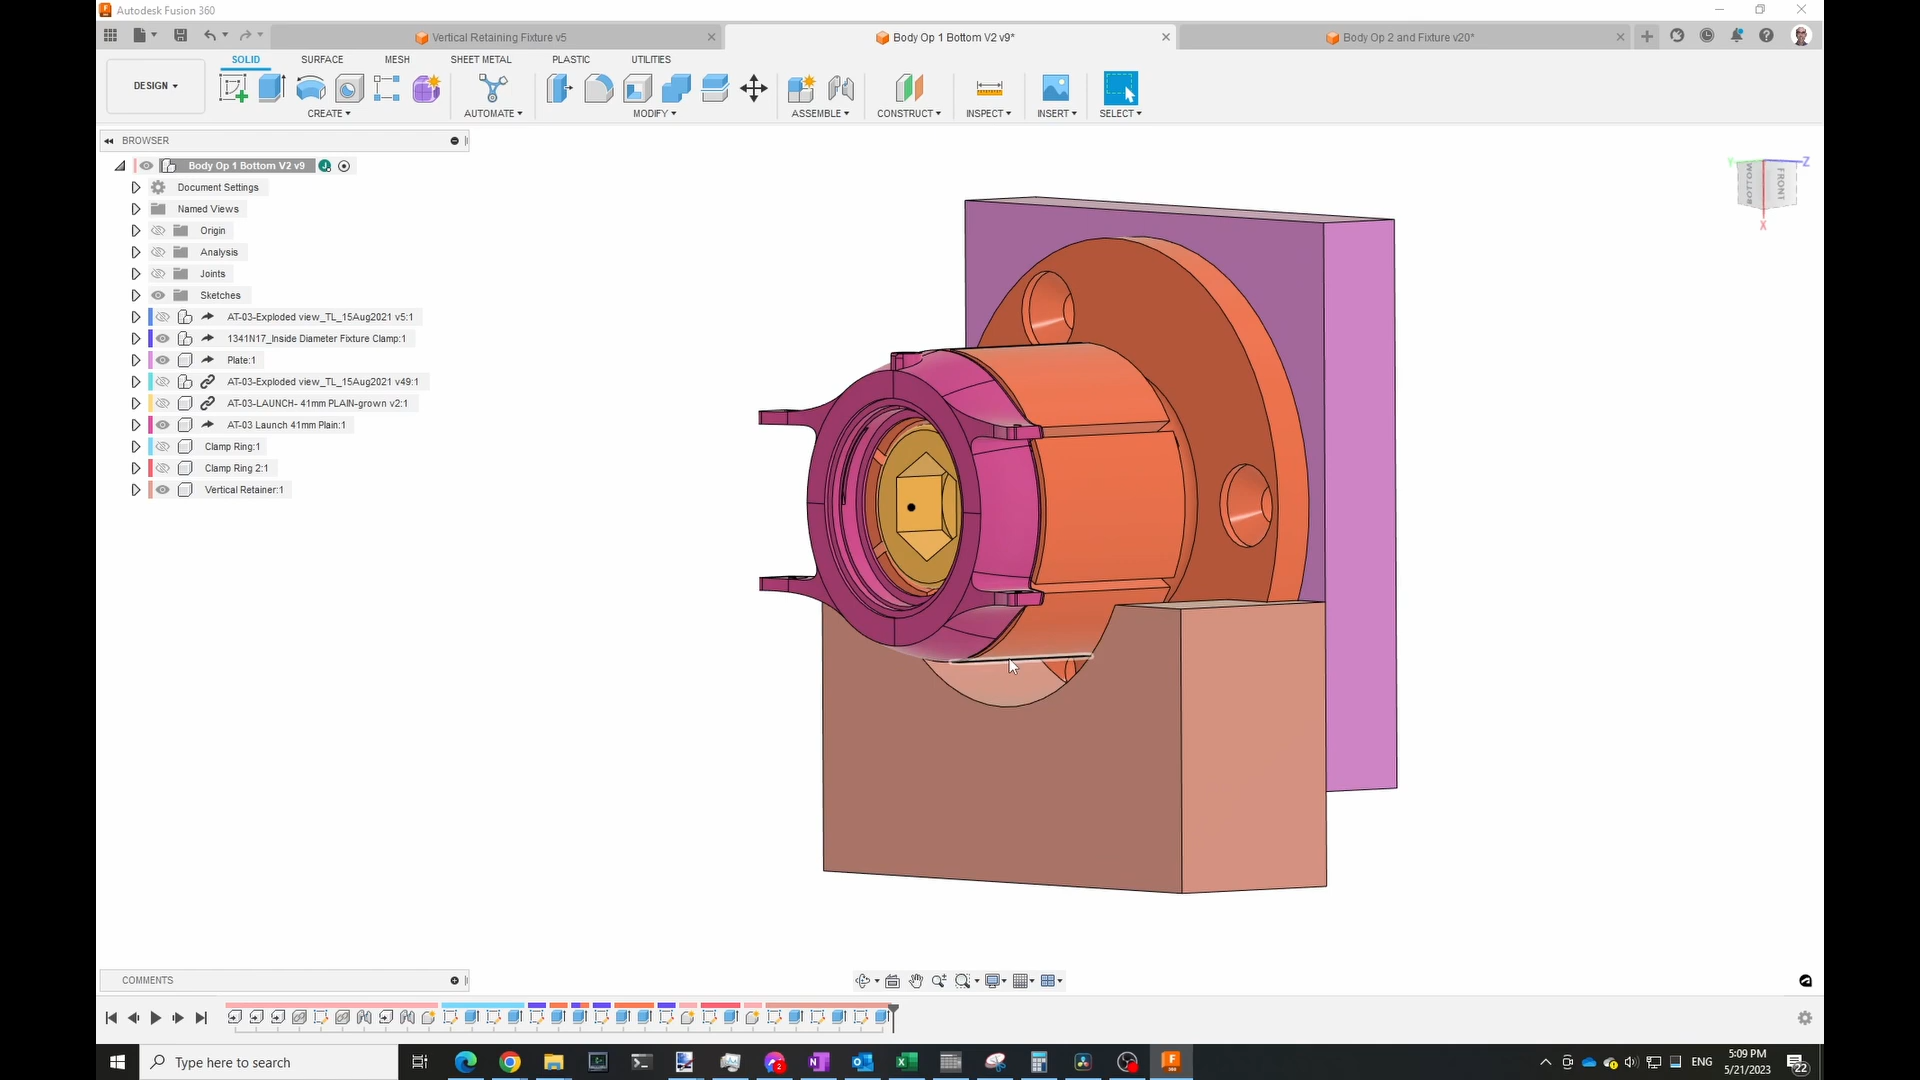 Autodesk Fusion 360
Vertical Retaining Fixture v5
Body Op 1 Bottom V2 v9*
Body Op 2 and Fixture v20*
SOLID
SURFACE
MESH
SHEET METAL
PLASTIC
UTILITIES
DESIGN
CREATE
AUTOMATE
MODIFY
ASSEMBLE
CONSTRUCT
INSPECT
INSERT
SELECT
BROWSER
Body Op 1 Bottom V2 v9
Document Settings
Named Views
Origin
Analysis
Joints
Sketches
AT-03-Exploded view_TL_15Aug2021 v5:1
1341N17_Inside Diameter Fixture Clamp:1
Plate:1
AT-03-Exploded view_TL_15Aug2021 v49:1
AT-03-LAUNCH- 41mm PLAIN-grown v2:1
AT-03 Launch 41mm Plain:1
Clamp Ring:1
Clamp Ring 2:1
Vertical Retainer:1
Y
Z
BOTTOM
FRONT
X
COMMENTS
Type here to search
ENG
5:09 PM
5/21/2023
22